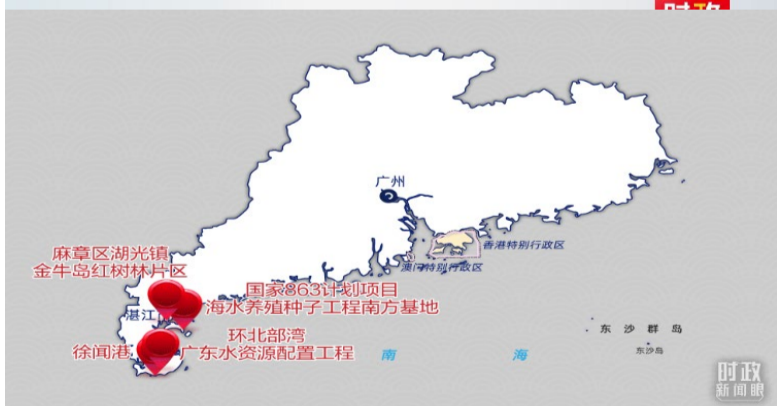 时政
广州
香港特别行政区
澳门特别行政区
麻章区湖光镇
金牛岛红树林片区
国家863计划项目
海水养殖种子工程南方基地
湛江
环北部湾
徐闻港
广东水资源配置工程
南 海
东 沙 群 岛
东沙岛
时政
新闻眼